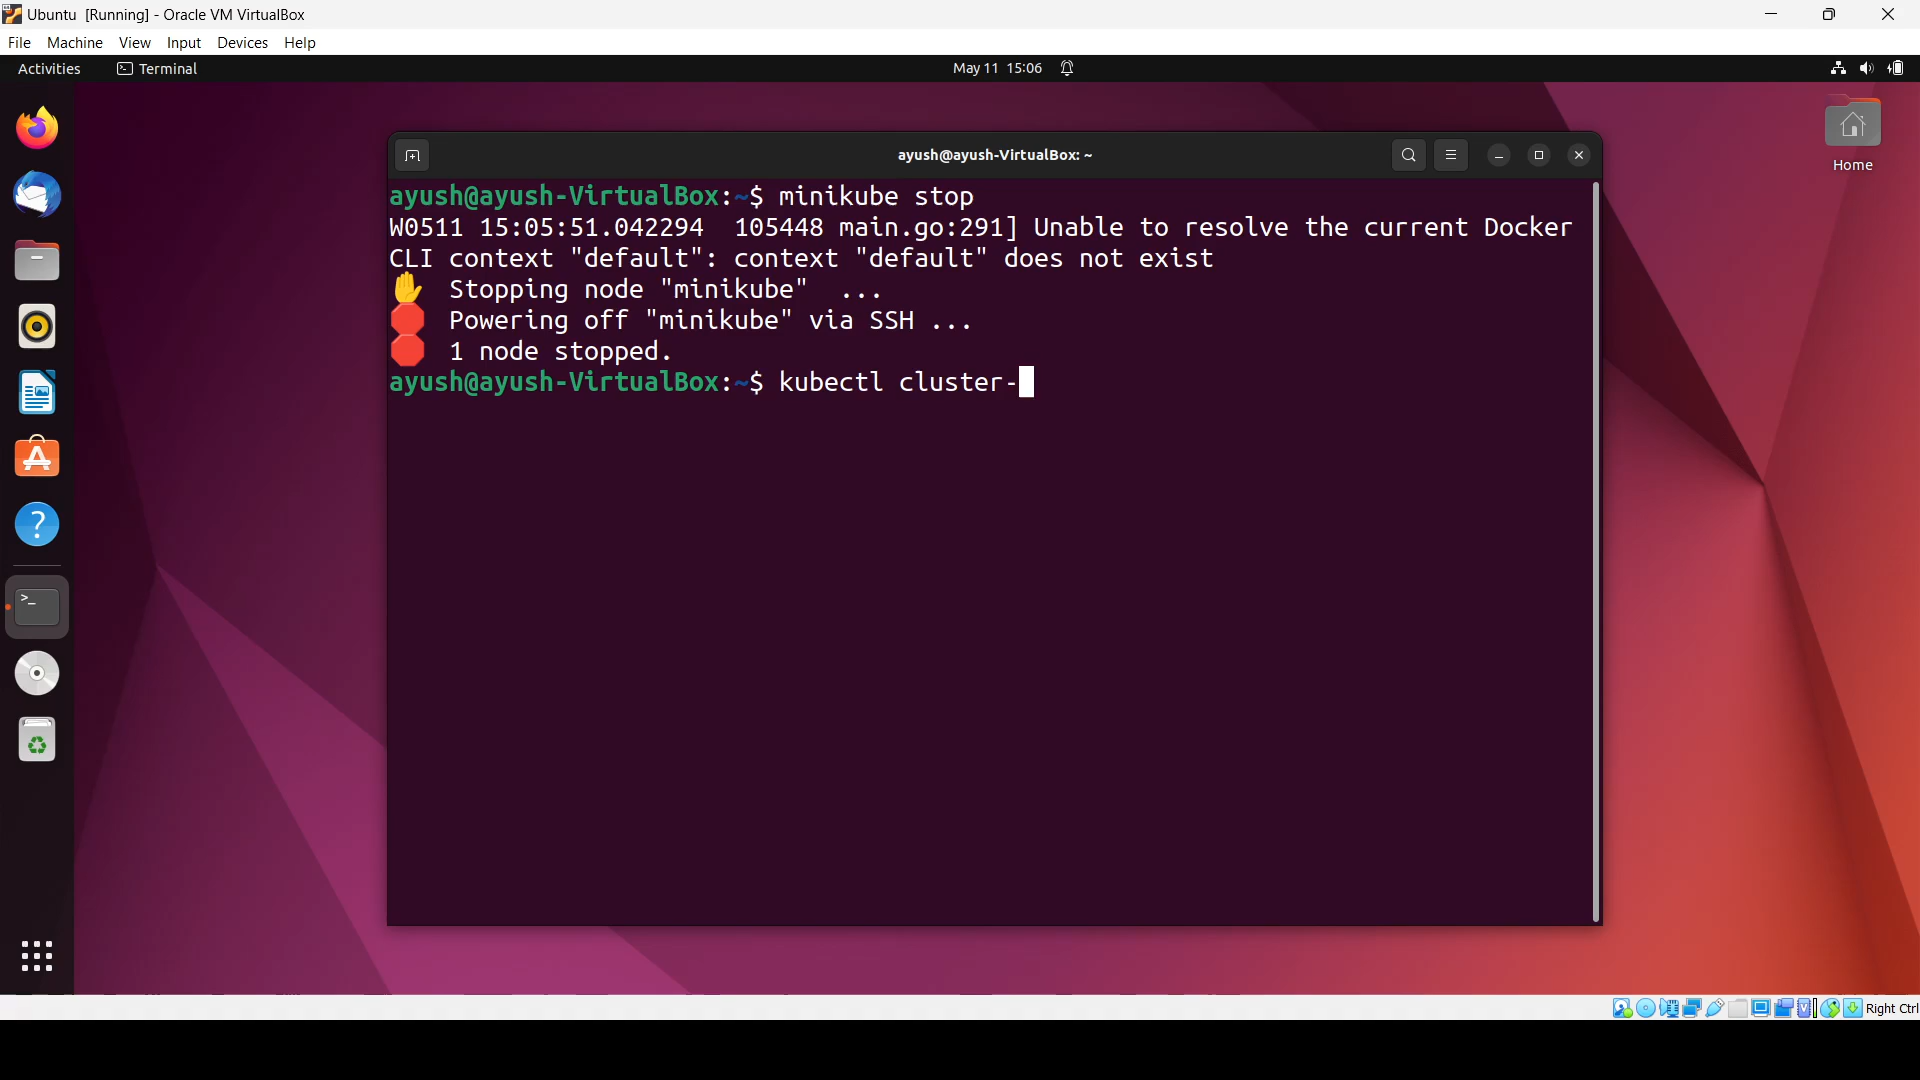 Ubuntu [Running] - Oracle VM VirtualBox
File Machine View Input Devices Help
Activities Terminal May 11 15:06
ayush@ayush-VirtualBox: ~
Home
ayush@ayush-VirtualBox:~$ minikube stop
W0511 15:05:51.042294 105448 main.go:291] Unable to resolve the current Docker
CLI context "default": context "default" does not exist
Stopping node "minikube" ...
Powering off "minikube" via SSH ...
1 node stopped.
ayush@ayush-VirtualBox:~$ kubectl cluster-
Right Ctrl